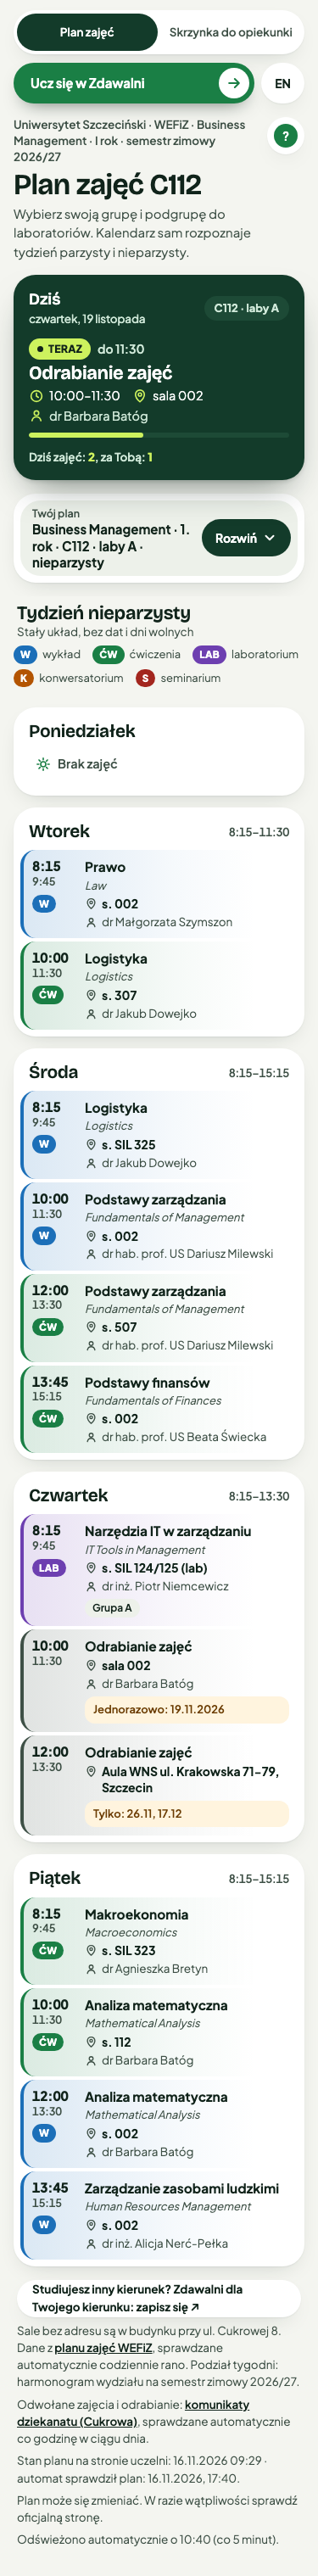 Plan zajęć
Skrzynka do opiekunki
Ucz się w Zdawalni
EN
Uniwersytet Szczeciński · WEFiZ · Business
Management · I rok · semestr zimowy
2026/27
?
Plan zajęć C112
Wybierz swoją grupę i podgrupę do
laboratoriów. Kalendarz sam rozpoznaje
tydzień parzysty i nieparzysty.
Dziś
czwartek, 19 listopada
C112 · laby A
TERAZ do 11:30
Odrabianie zajęć
10:00–11:30 sala 002
dr Barbara Batóg
Dziś zajęć: 2, za Tobą: 1
Twój plan
Business Management · 1.
rok · C112 · laby A ·
nieparzysty
Rozwiń
Tydzień nieparzysty
Stały układ, bez dat i dni wolnych
W wykład ĆW ćwiczenia LAB laboratorium
K konwersatorium S seminarium
Poniedziałek
Brak zajęć
Wtorek 8:15–11:30
8:15 Prawo
9:45 Law
W s. 002
dr Małgorzata Szymszon
10:00 Logistyka
11:30 Logistics
ĆW s. 307
dr Jakub Dowejko
Środa 8:15–15:15
8:15 Logistyka
9:45 Logistics
W s. SIL 325
dr Jakub Dowejko
10:00 Podstawy zarządzania
11:30 Fundamentals of Management
W s. 002
dr hab. prof. US Dariusz Milewski
12:00 Podstawy zarządzania
13:30 Fundamentals of Management
ĆW s. 507
dr hab. prof. US Dariusz Milewski
13:45 Podstawy finansów
15:15 Fundamentals of Finances
ĆW s. 002
dr hab. prof. US Beata Świecka
Czwartek 8:15–13:30
8:15 Narzędzia IT w zarządzaniu
9:45 IT Tools in Management
LAB s. SIL 124/125 (lab)
dr inż. Piotr Niemcewicz
Grupa A
10:00 Odrabianie zajęć
11:30 sala 002
dr Barbara Batóg
Jednorazowo: 19.11.2026
12:00 Odrabianie zajęć
13:30 Aula WNS ul. Krakowska 71-79,
Szczecin
Tylko: 26.11, 17.12
Piątek 8:15–15:15
8:15 Makroekonomia
9:45 Macroeconomics
ĆW s. SIL 323
dr Agnieszka Bretyn
10:00 Analiza matematyczna
11:30 Mathematical Analysis
ĆW s. 112
dr Barbara Batóg
12:00 Analiza matematyczna
13:30 Mathematical Analysis
W s. 002
dr Barbara Batóg
13:45 Zarządzanie zasobami ludzkimi
15:15 Human Resources Management
W s. 002
dr inż. Alicja Nerć-Pełka
Studiujesz inny kierunek? Zdawalni dla
Twojego kierunku: zapisz się ↗
Sale bez adresu są w budynku przy ul. Cukrowej 8.
Dane z planu zajęć WEFiZ, sprawdzane
automatycznie codziennie rano. Podział tygodni:
harmonogram wydziału na semestr zimowy 2026/27.
Odwołane zajęcia i odrabianie: komunikaty
dziekanatu (Cukrowa), sprawdzane automatycznie
co godzinę w ciągu dnia.
Stan planu na stronie uczelni: 16.11.2026 09:29 ·
automat sprawdził plan: 16.11.2026, 17:40.
Plan może się zmieniać. W razie wątpliwości sprawdź
oficjalną stronę.
Odświeżono automatycznie o 10:40 (co 5 minut).